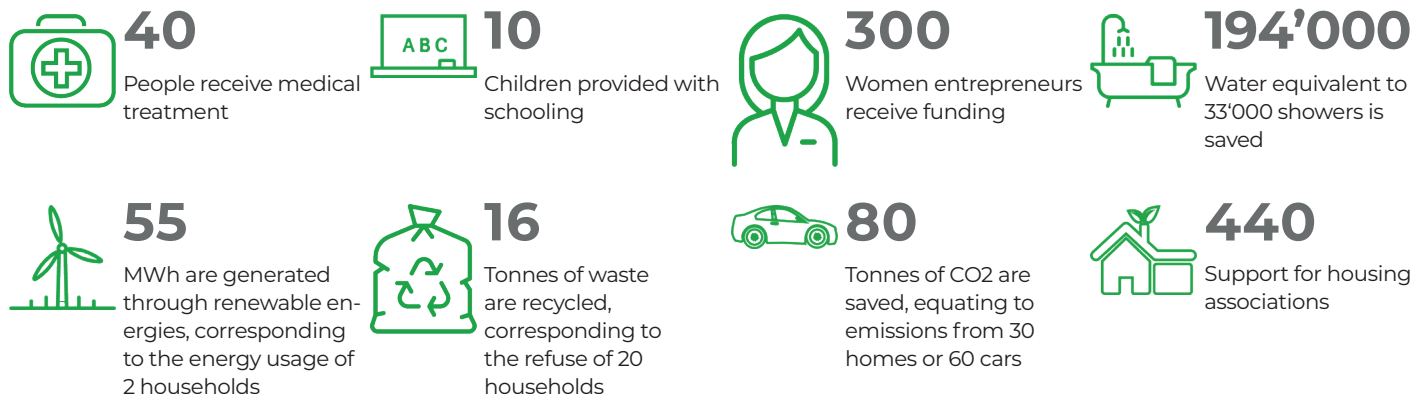 40
People receive medical
treatment
ABC
10
Children provided with
schooling
300
Women entrepreneurs
receive funding
194’000
Water equivalent to
33‘000 showers is
saved
55
MWh are generated
through renewable en-
ergies, corresponding
to the energy usage of
2 households
16
Tonnes of waste
are recycled,
corresponding to
the refuse of 20
households
80
Tonnes of CO2 are
saved, equating to
emissions from 30
homes or 60 cars
440
Support for housing
associations